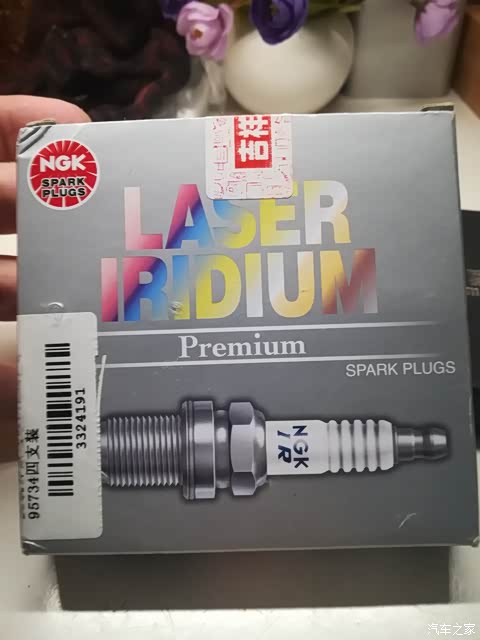 吉祥
NGK
SPARK
PLUGS
LASER
IRIDIUM
Premium
SPARK PLUGS
NGK
IR
3324191
95734四支装
汽车之家